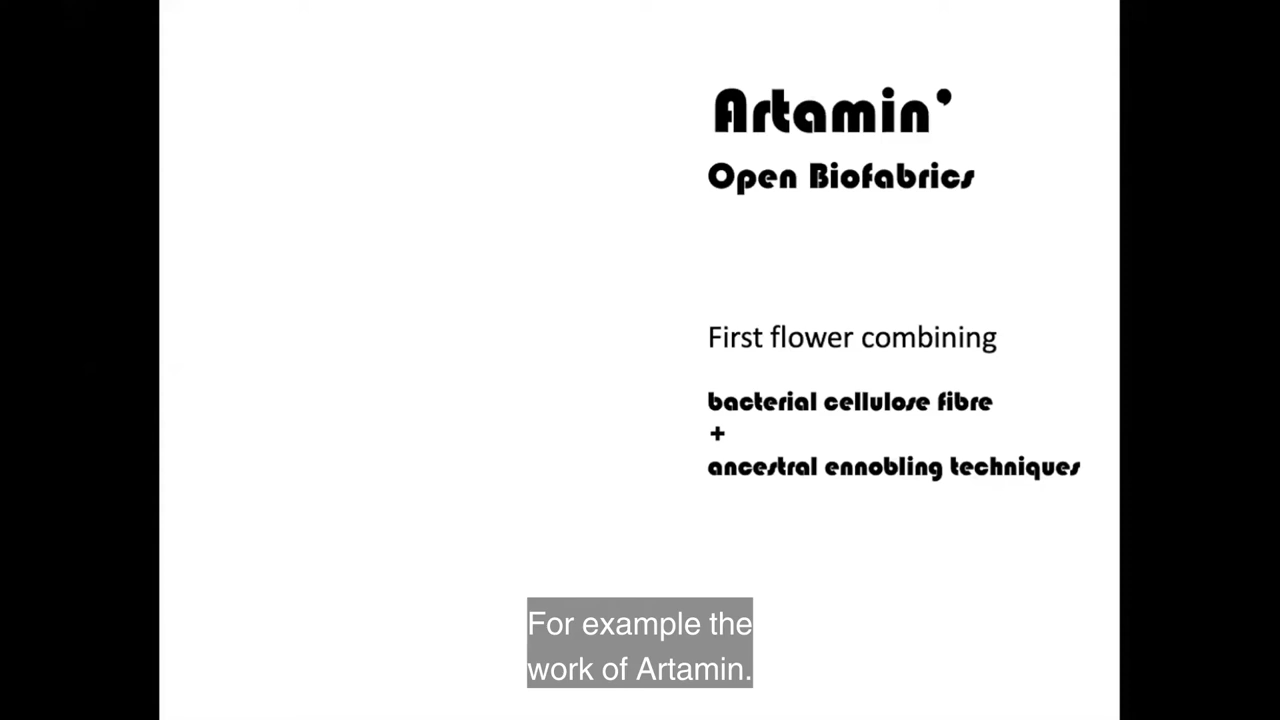 Artamin’
Open Biofabrics
First flower combining
bacterial cellulose fibre
+
ancestral ennobling techniques
For example the
work of Artamin.